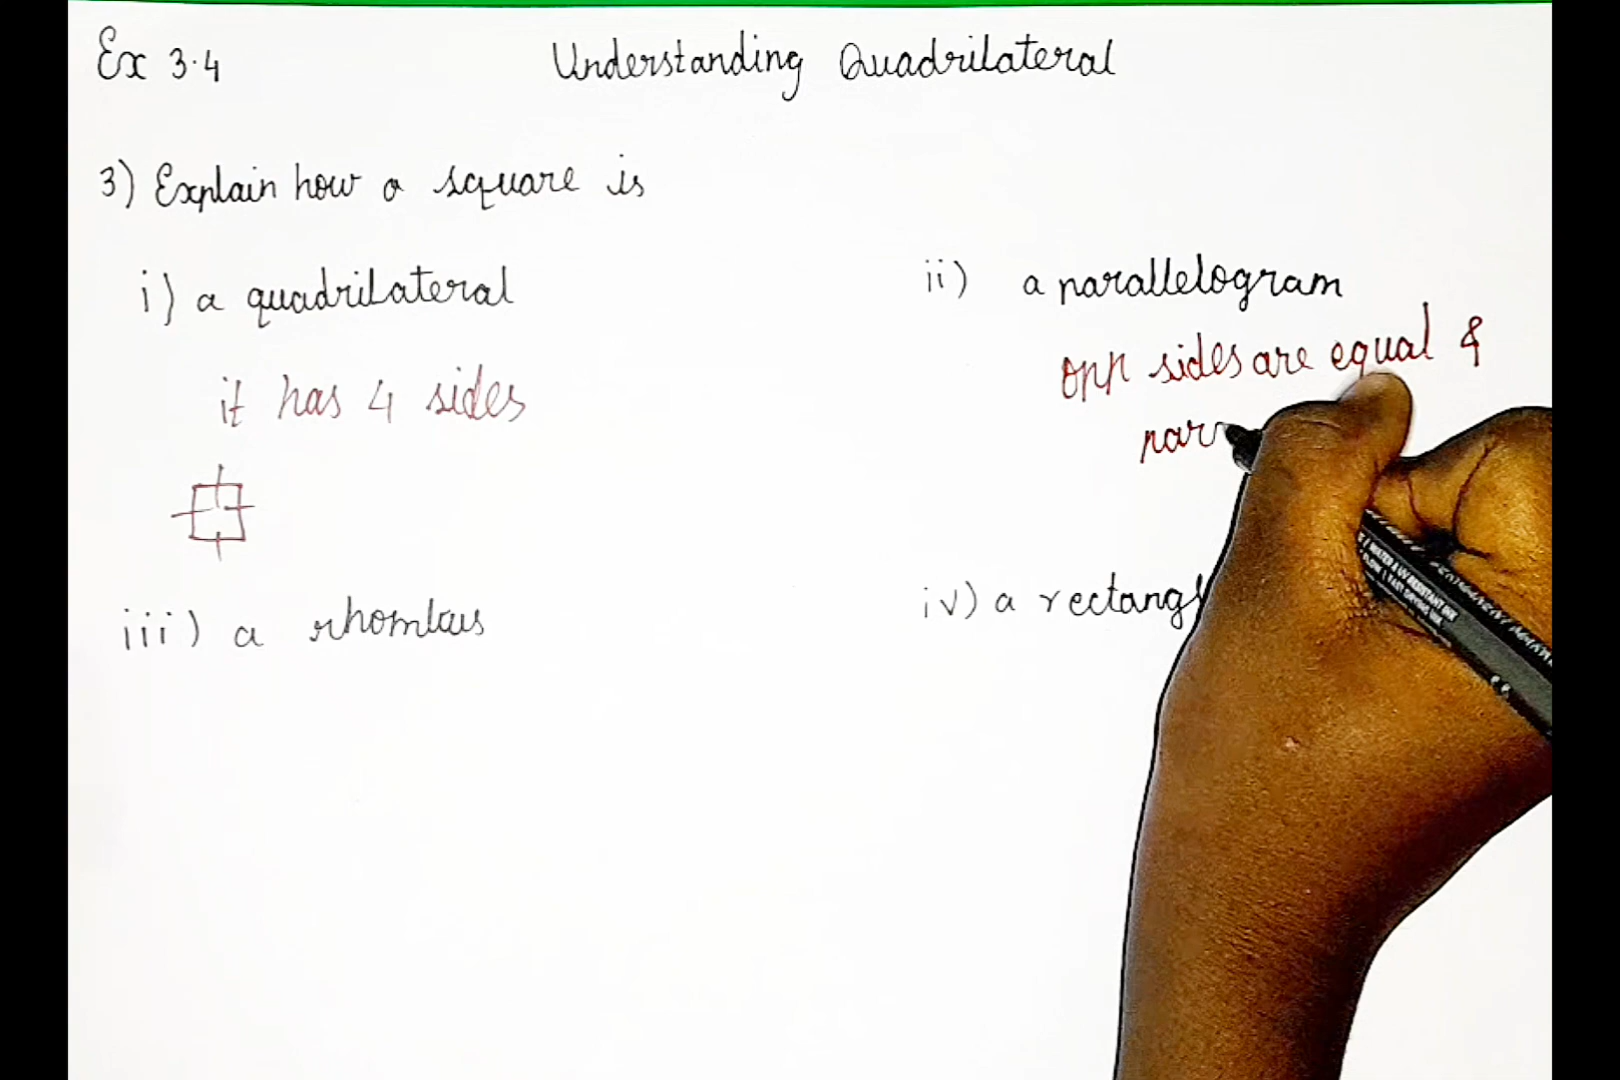 Ex 3.4
Understanding Quadrilateral
3) Explain how a square is
i) a quadrilateral
ii) a parallelogram
it has 4 sides
opp sides are equal &
par
iii) a rhombus
iv) a rectangl